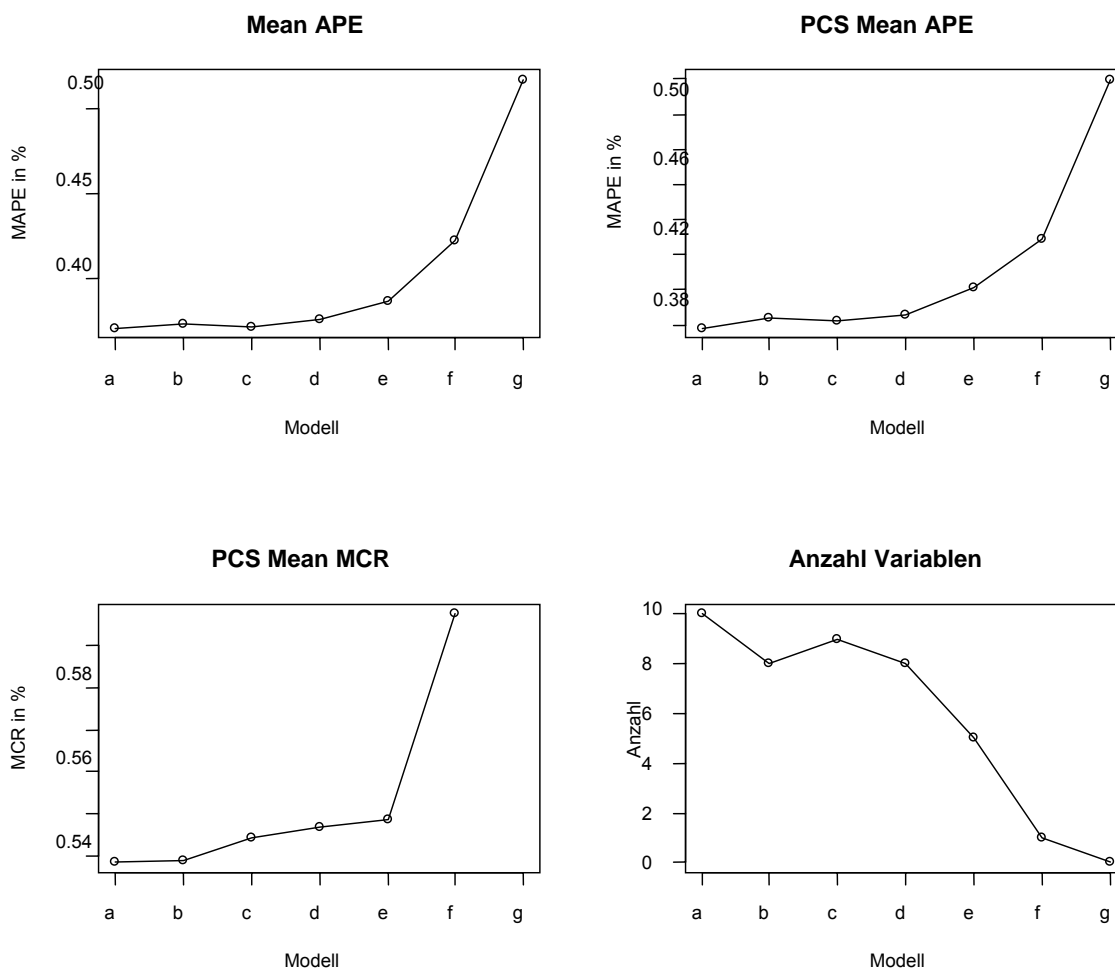 Mean APE
MAPE in %
0.50
0.45
0.40
a b c d e f g
Modell
PCS Mean APE
MAPE in %
0.50
0.46
0.42
0.38
a b c d e f g
Modell
PCS Mean MCR
MCR in %
0.58
0.56
0.54
a b c d e f g
Modell
Anzahl Variablen
Anzahl
10
8
6
4
2
0
a b c d e f g
Modell